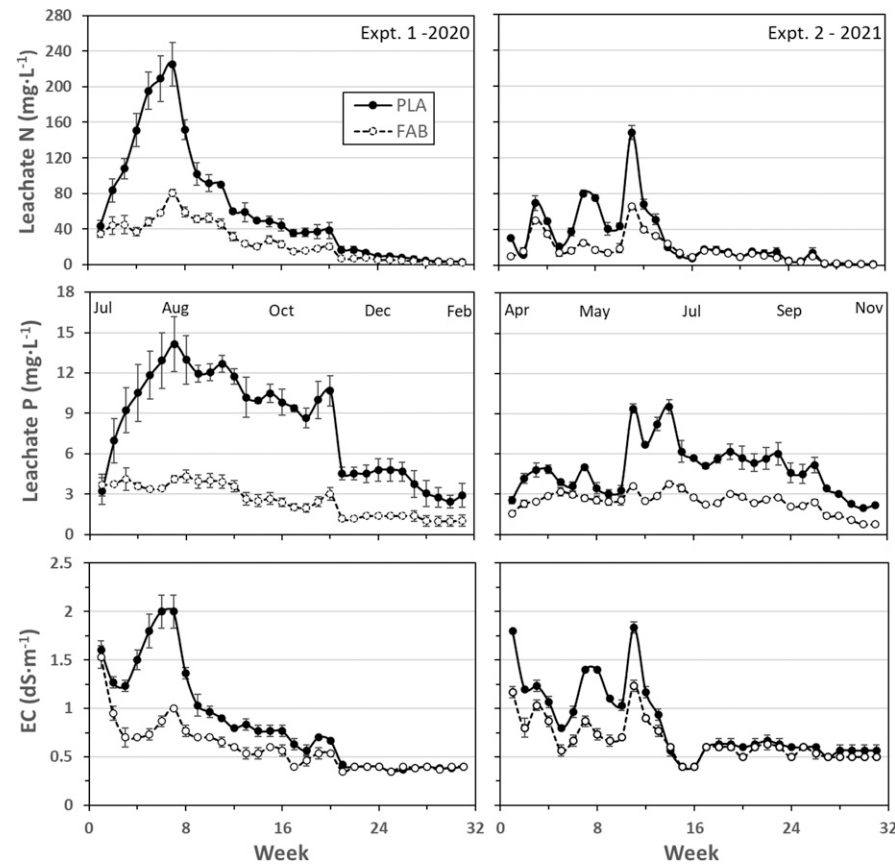 Expt. 1 -2020
Expt. 2 - 2021
Leachate N (mg·L-1)
280
240
200
160
120
80
40
0
PLA
FAB
Leachate P (mg·L-1)
18
15
12
9
6
3
0
Jul Aug Oct Dec Feb
Apr May Jul Sep Nov
EC (dS·m-1)
2.5
2
1.5
1
0.5
0
0 8 16 24 32
0 8 16 24 32
Week
Week